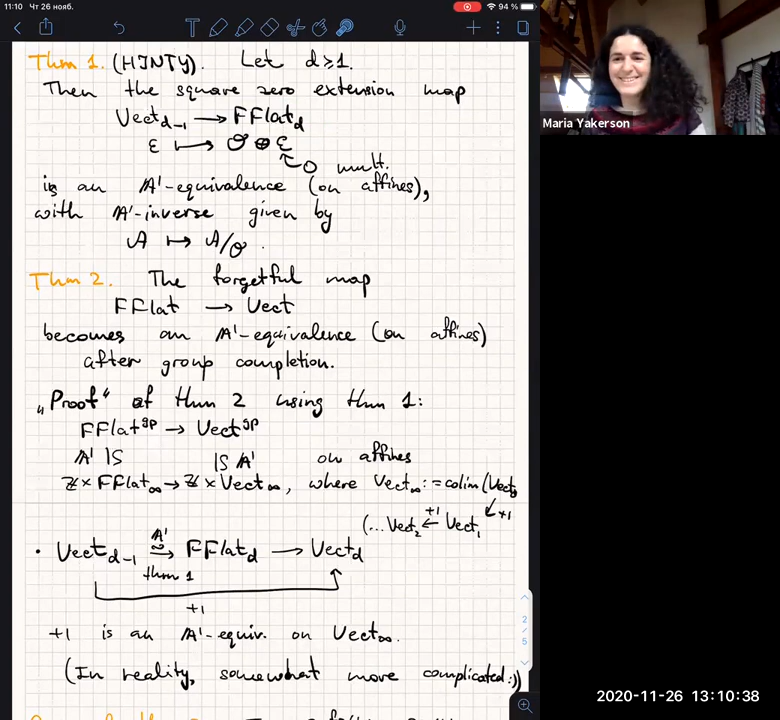 11:10 Чт 26 нояб.
94 %
Maria Yakerson
Thm 1. (HJNTY). Let d ⩾ 1.
Then the square zero extension map
Vect_{d-1} → FFlat_d
ε ↦ O ⊕ ε
↖ 0 mult.
is an A¹-equivalence (on affines),
with A¹-inverse given by
A ↦ A/O.
Thm 2. The forgetful map
FFlat → Vect
becomes an A¹-equivalence (on affines)
after group completion.
"Proof" of thm 2 using thm 1:
FFlat^{gp} → Vect^{gp}
A¹ IS IS A¹ on affines
Z × FFlat_∞ → Z × Vect_∞, where Vect_∞ := colim (Vect₀
↙ +1
(... Vect₂ ←^{+1} Vect₁
• Vect_{d-1} →^{A¹ ≃} FFlat_d → Vect_d
thm 1
+1
+1 is an A¹-equiv. on Vect_∞.
(In reality, somewhat more complicated :))
2
/
5
2020-11-26 13:10:38